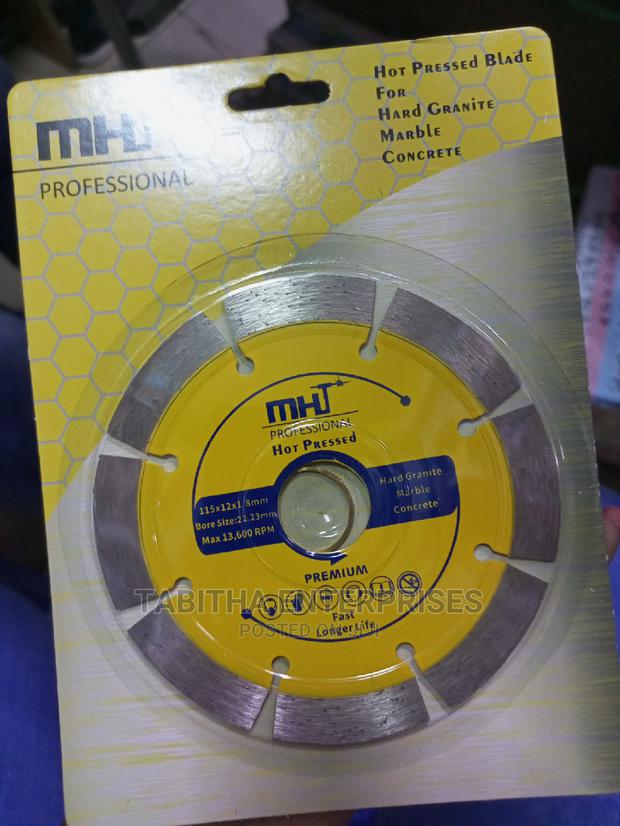 MHT
PROFESSIONAL
HOT PRESSED BLADE
FOR
HARD GRANITE
MARBLE
CONCRETE
MHT
PROFESSIONAL
HOT PRESSED
115x12x1.8mm
Bore Size:22.23mm
Max 13,600 RPM
Hard Granite
Marble
Concrete
PREMIUM
Fast
Longer Life
TABITHA ENTERPRISES
POSTED ON JIJI